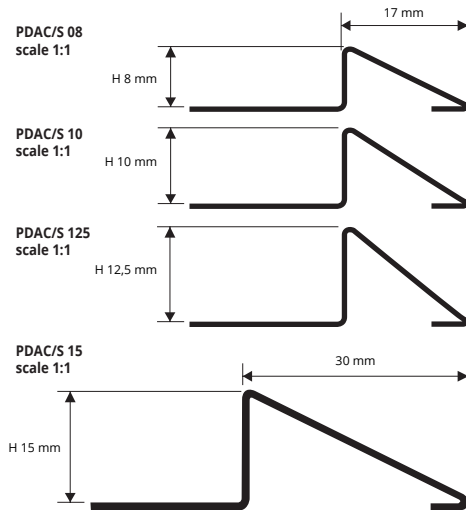 17 mm
PDAC/S 08
scale 1:1
H 8 mm
PDAC/S 10
scale 1:1
H 10 mm
PDAC/S 125
scale 1:1
H 12,5 mm
PDAC/S 15
scale 1:1
30 mm
H 15 mm